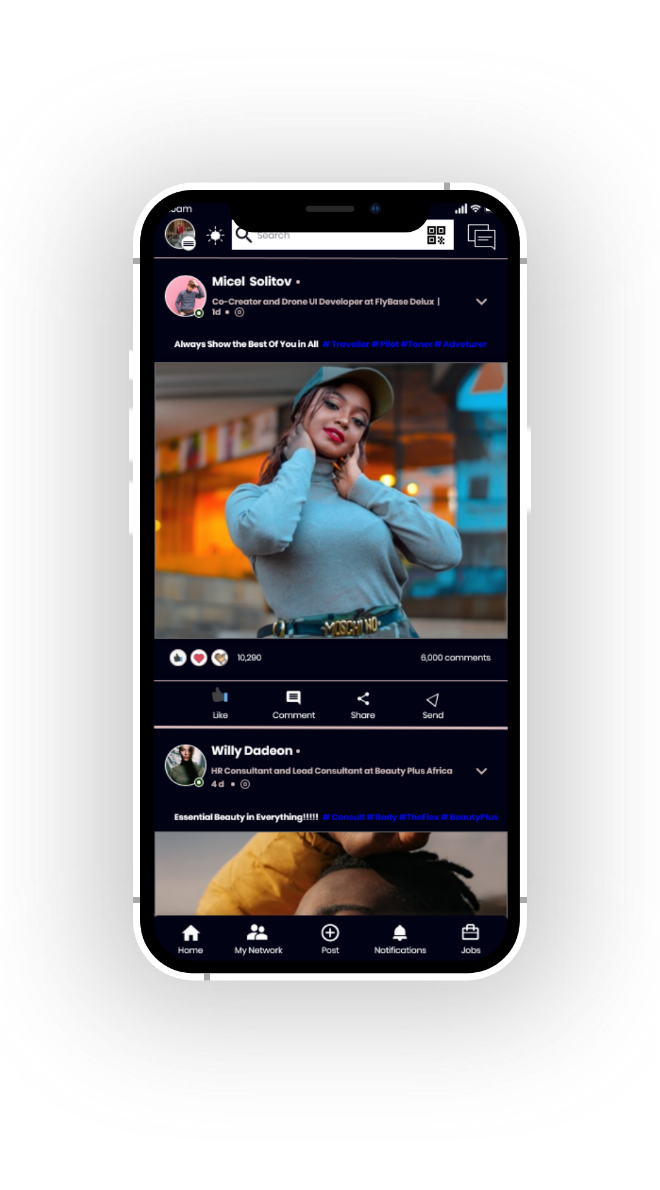 Search
Micel Solitov •
Co-Creator and Drone UI Developer at FlyBase Delux |
1d •
Always Show the Best Of You in All # Traveller # Pilot #Toner # Adveturer
MOSCHINO
10,290
6,000 comments
Like
Comment
Share
Send
Willy Dadeon •
HR Consultant and Lead Consultant at Beauty Plus Africa
4 d •
Essential Beauty in Everything!!!!! # Consult # Body #TheFlex # BeautyPlus
Home
My Network
Post
Notifications
Jobs